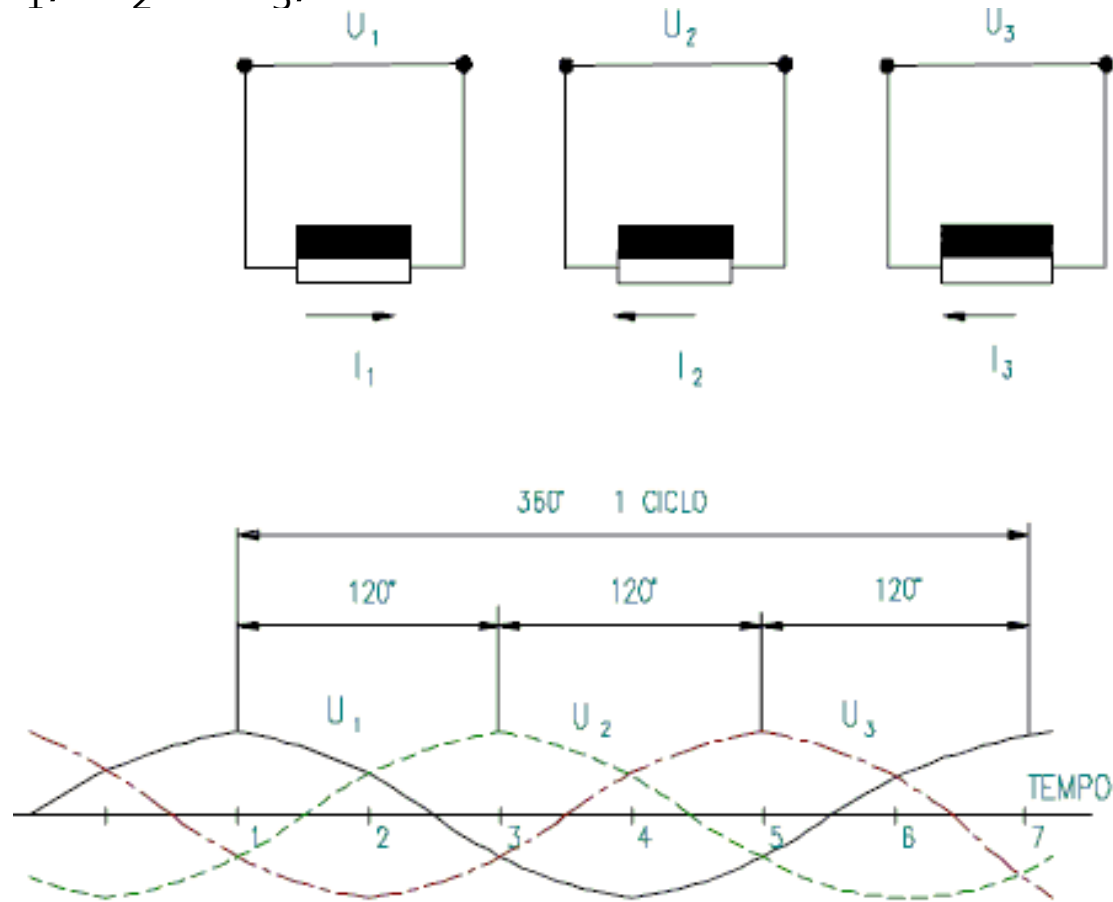 U₁ U₂ U₃
I₁ I₂ I₃
360° 1 CICLO
120° 120° 120°
U₁ U₂ U₃
TEMPO
1 2 3 4 5 6 7